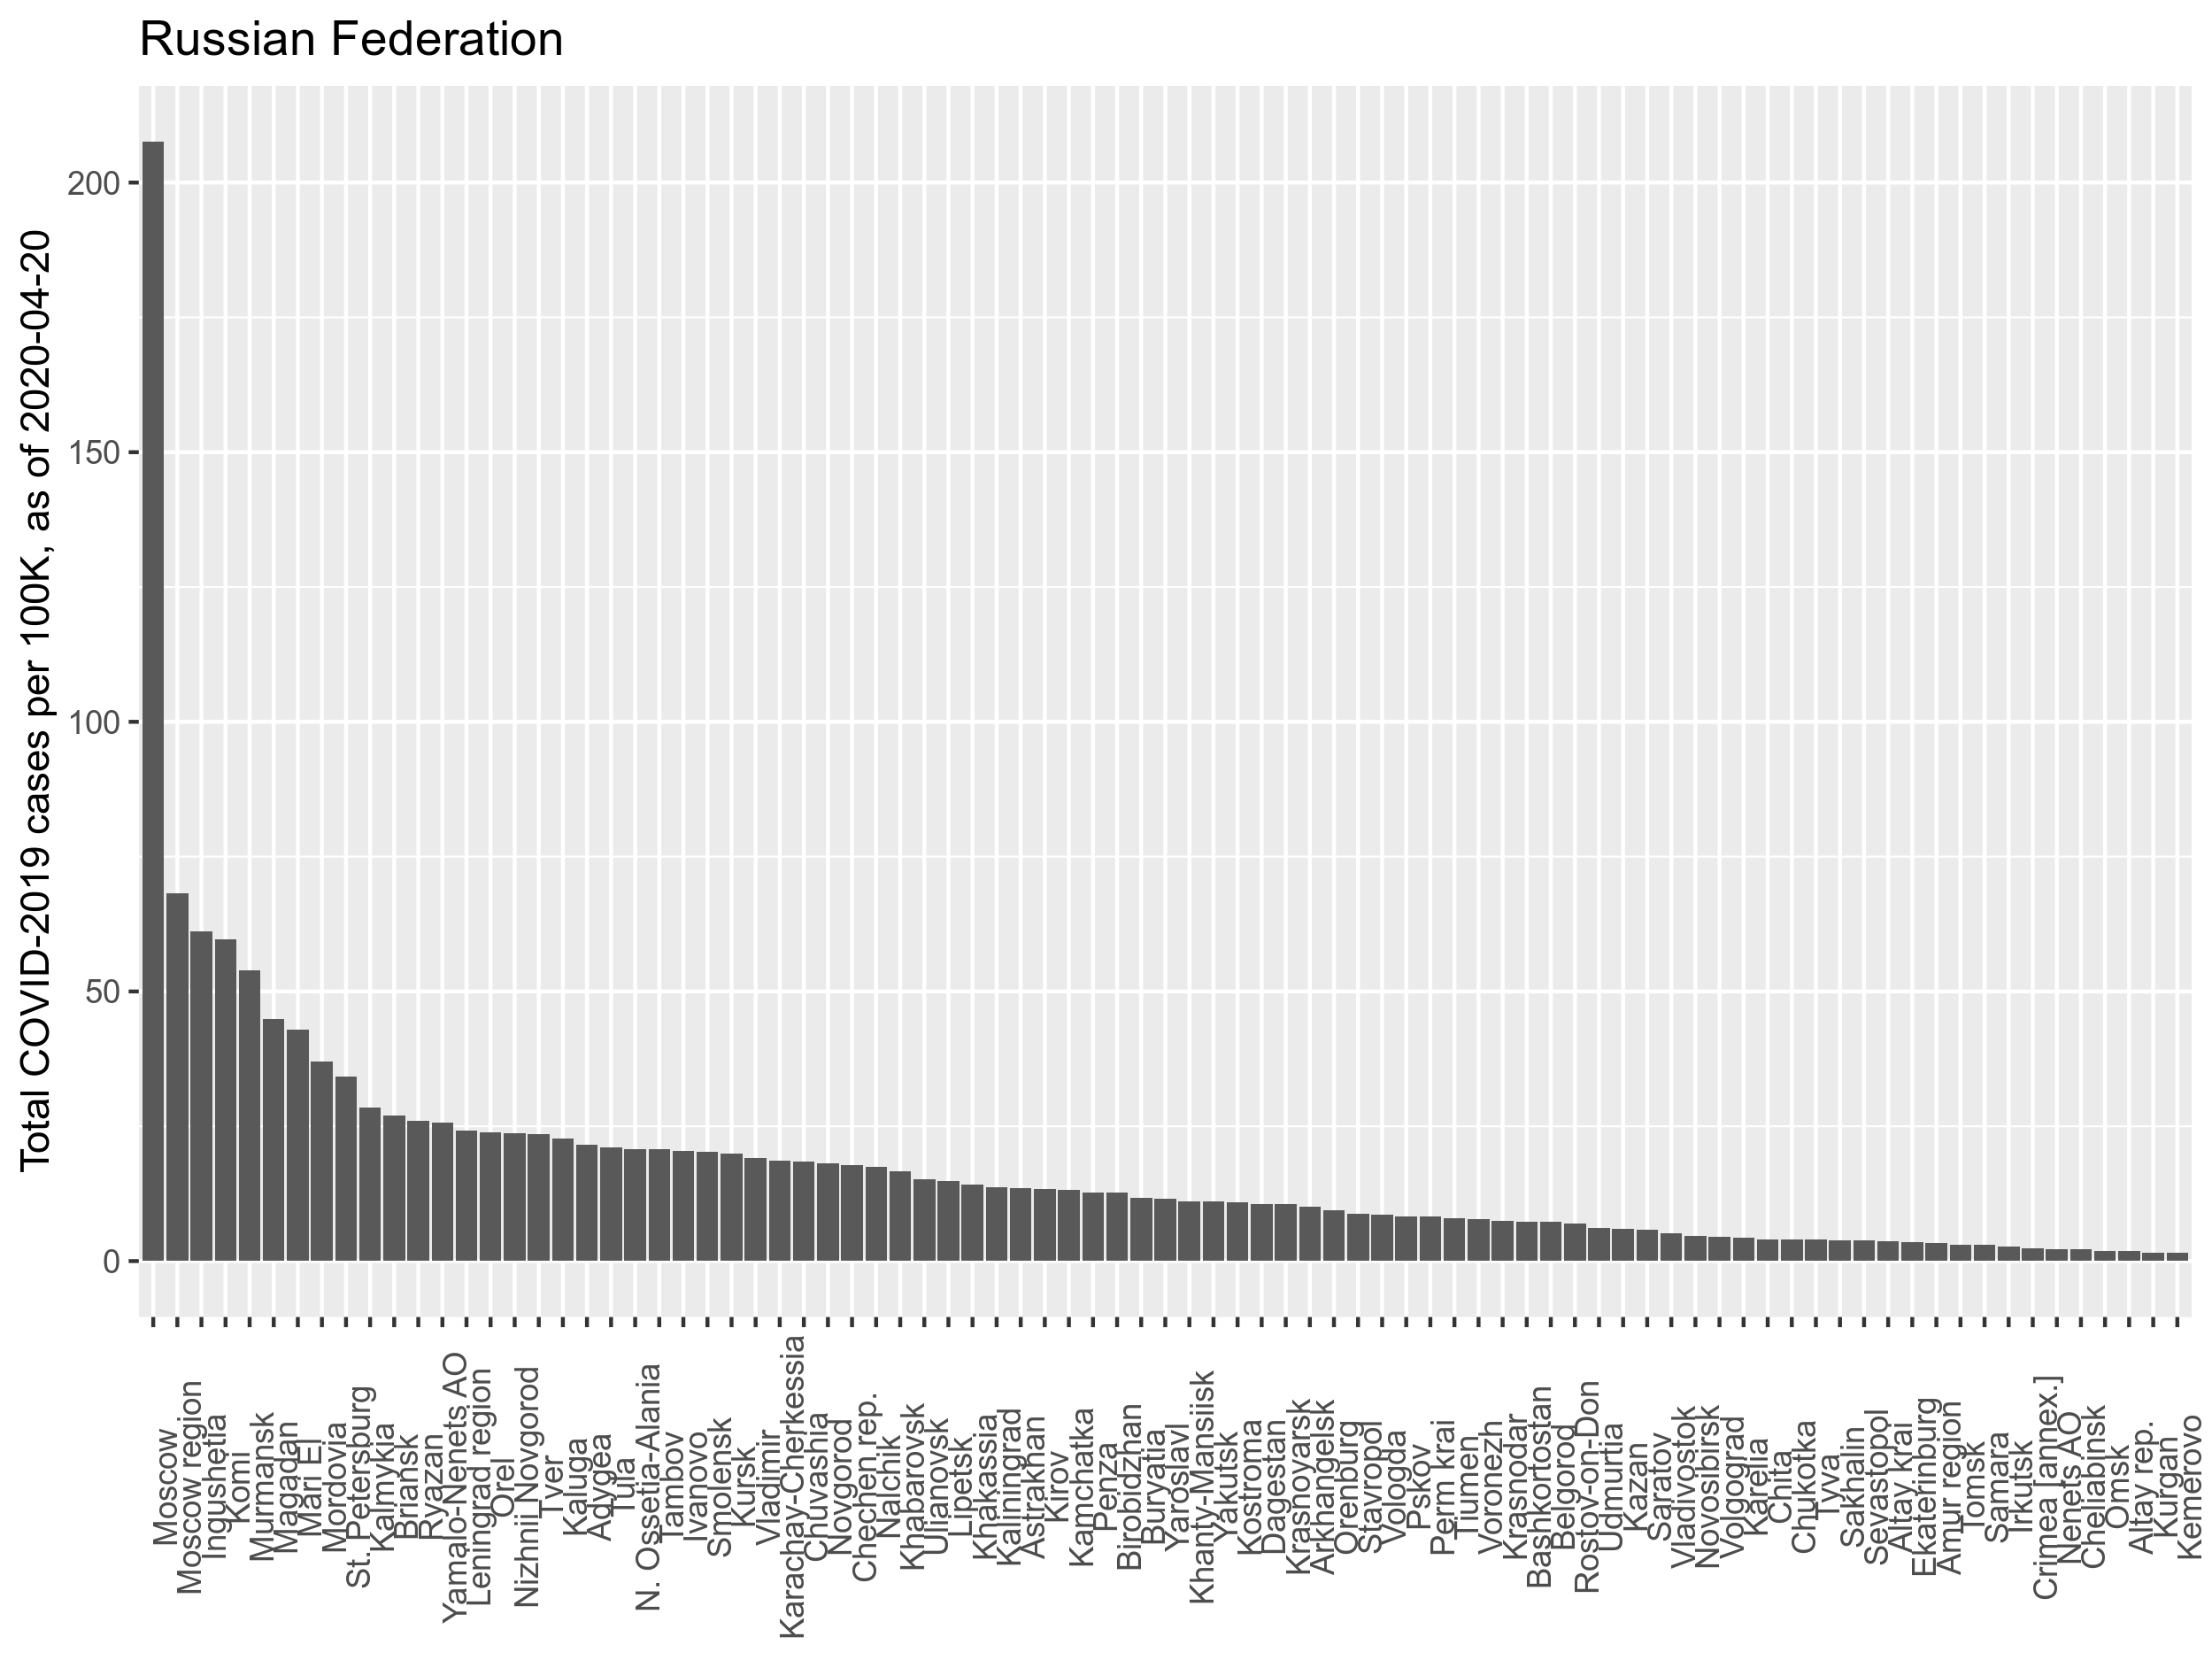 Russian Federation
Total COVID-2019 cases per 100K, as of 2020-04-20
200
150
100
50
0
Moscow
Moscow region
Ingushetia
Komi
Murmansk
Magadan
Mari El
Mordovia
St. Petersburg
Kalmykia
Briansk
Ryazan
Yamalo-Nenets AO
Leningrad region
Orel
Nizhnii Novgorod
Tver
Kaluga
Adygea
Tula
N. Ossetia-Alania
Tambov
Ivanovo
Smolensk
Kursk
Vladimir
Karachay-Cherkessia
Chuvashia
Novgorod
Chechen rep.
Nalchik
Khabarovsk
Ulianovsk
Lipetsk
Khakassia
Kaliningrad
Astrakhan
Kirov
Kamchatka
Penza
Birobidzhan
Buryatia
Yaroslavl
Khanty-Mansiisk
Yakutsk
Kostroma
Dagestan
Krasnoyarsk
Arkhangelsk
Orenburg
Stavropol
Vologda
Pskov
Perm krai
Tiumen
Voronezh
Krasnodar
Bashkortostan
Belgorod
Rostov-on-Don
Udmurtia
Kazan
Saratov
Vladivostok
Novosibirsk
Volgograd
Karelia
Chita
Chukotka
Tyva
Sakhalin
Sevastopol
Altay krai
Ekaterinburg
Amur region
Tomsk
Samara
Irkutsk
Crimea [annex.]
Nenets AO
Cheliabinsk
Omsk
Altay rep.
Kurgan
Kemerovo